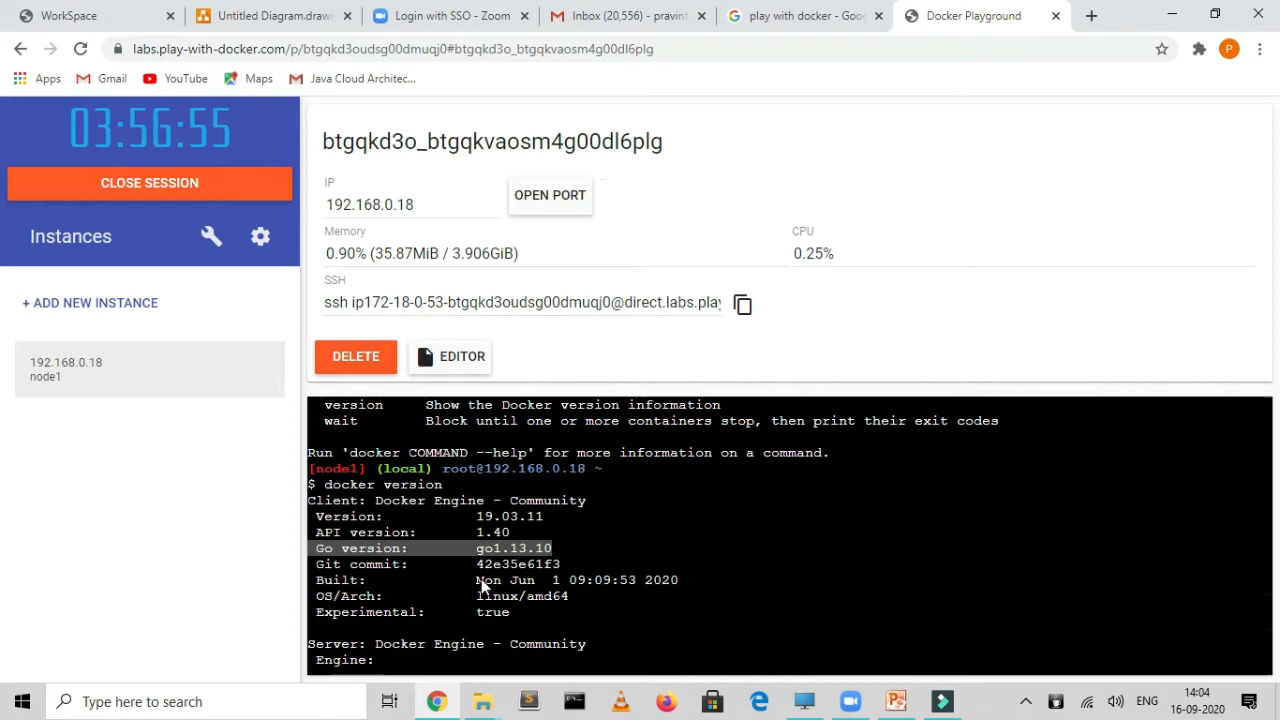 WorkSpace
Untitled Diagram.draw
Login with SSO - Zoom
Inbox (20,556) - pravint
play with docker - Goo
Docker Playground
labs.play-with-docker.com/p/btgqkd3oudsg00dmuqj0#btgqkd3o_btgqkvaosm4g00dl6plg
P
Apps
Gmail
YouTube
Maps
Java Cloud Architec...
03:56:55
CLOSE SESSION
Instances
+ ADD NEW INSTANCE
192.168.0.18
node1
btgqkd3o_btgqkvaosm4g00dl6plg
IP
192.168.0.18
OPEN PORT
Memory
0.90% (35.87MiB / 3.906GiB)
CPU
0.25%
SSH
ssh ip172-18-0-53-btgqkd3oudsg00dmuqj0@direct.labs.play
DELETE
EDITOR
version Show the Docker version information
wait Block until one or more containers stop, then print their exit codes
Run 'docker COMMAND --help' for more information on a command.
[node1] (local) root@192.168.0.18 ~
$ docker version
Client: Docker Engine - Community
Version: 19.03.11
API version: 1.40
Go version: go1.13.10
Git commit: 42e35e61f3
Built: Mon Jun 1 09:09:53 2020
OS/Arch: linux/amd64
Experimental: true
Server: Docker Engine - Community
Engine:
Type here to search
ENG
14:04
16-09-2020